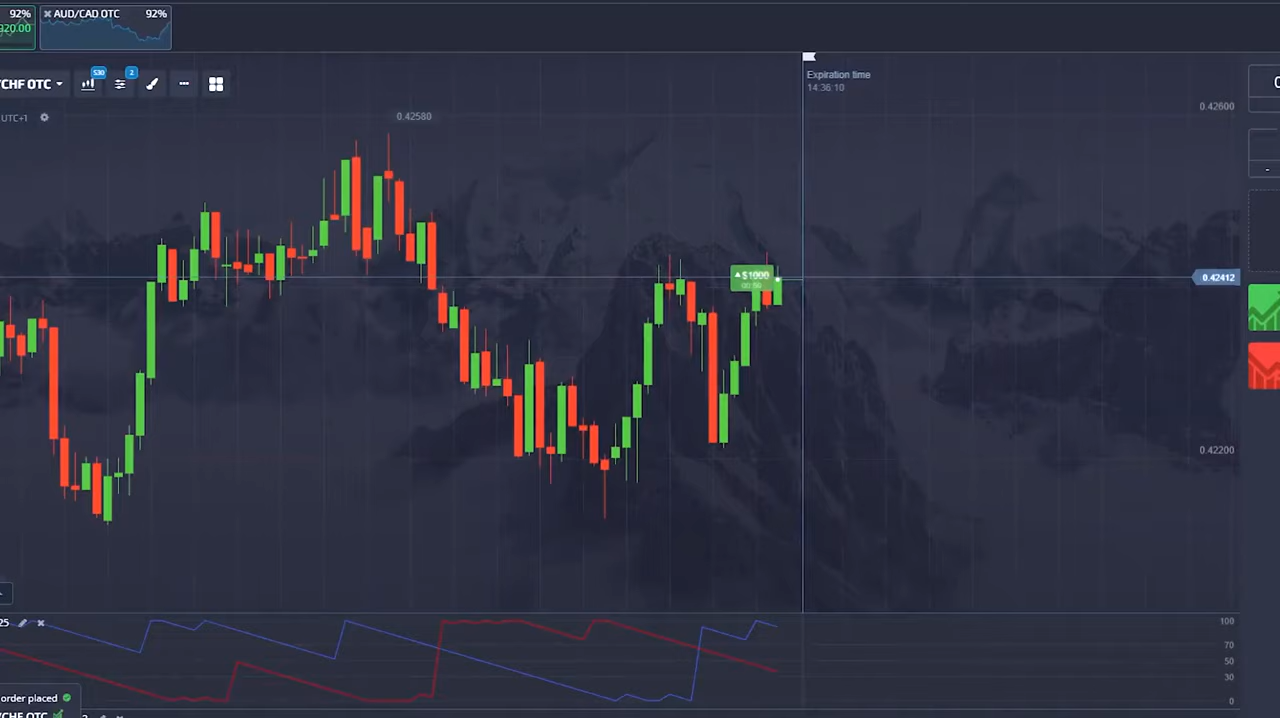 92% AUD/CAD OTC 92%
320.00
Expiration time
14:36:10
/CHF OTC S30 2
0.42600
UTC+1
0.42580
$1000
0.42412
0.42200
25
100
70
50
30
0
order placed
/CHF OTC